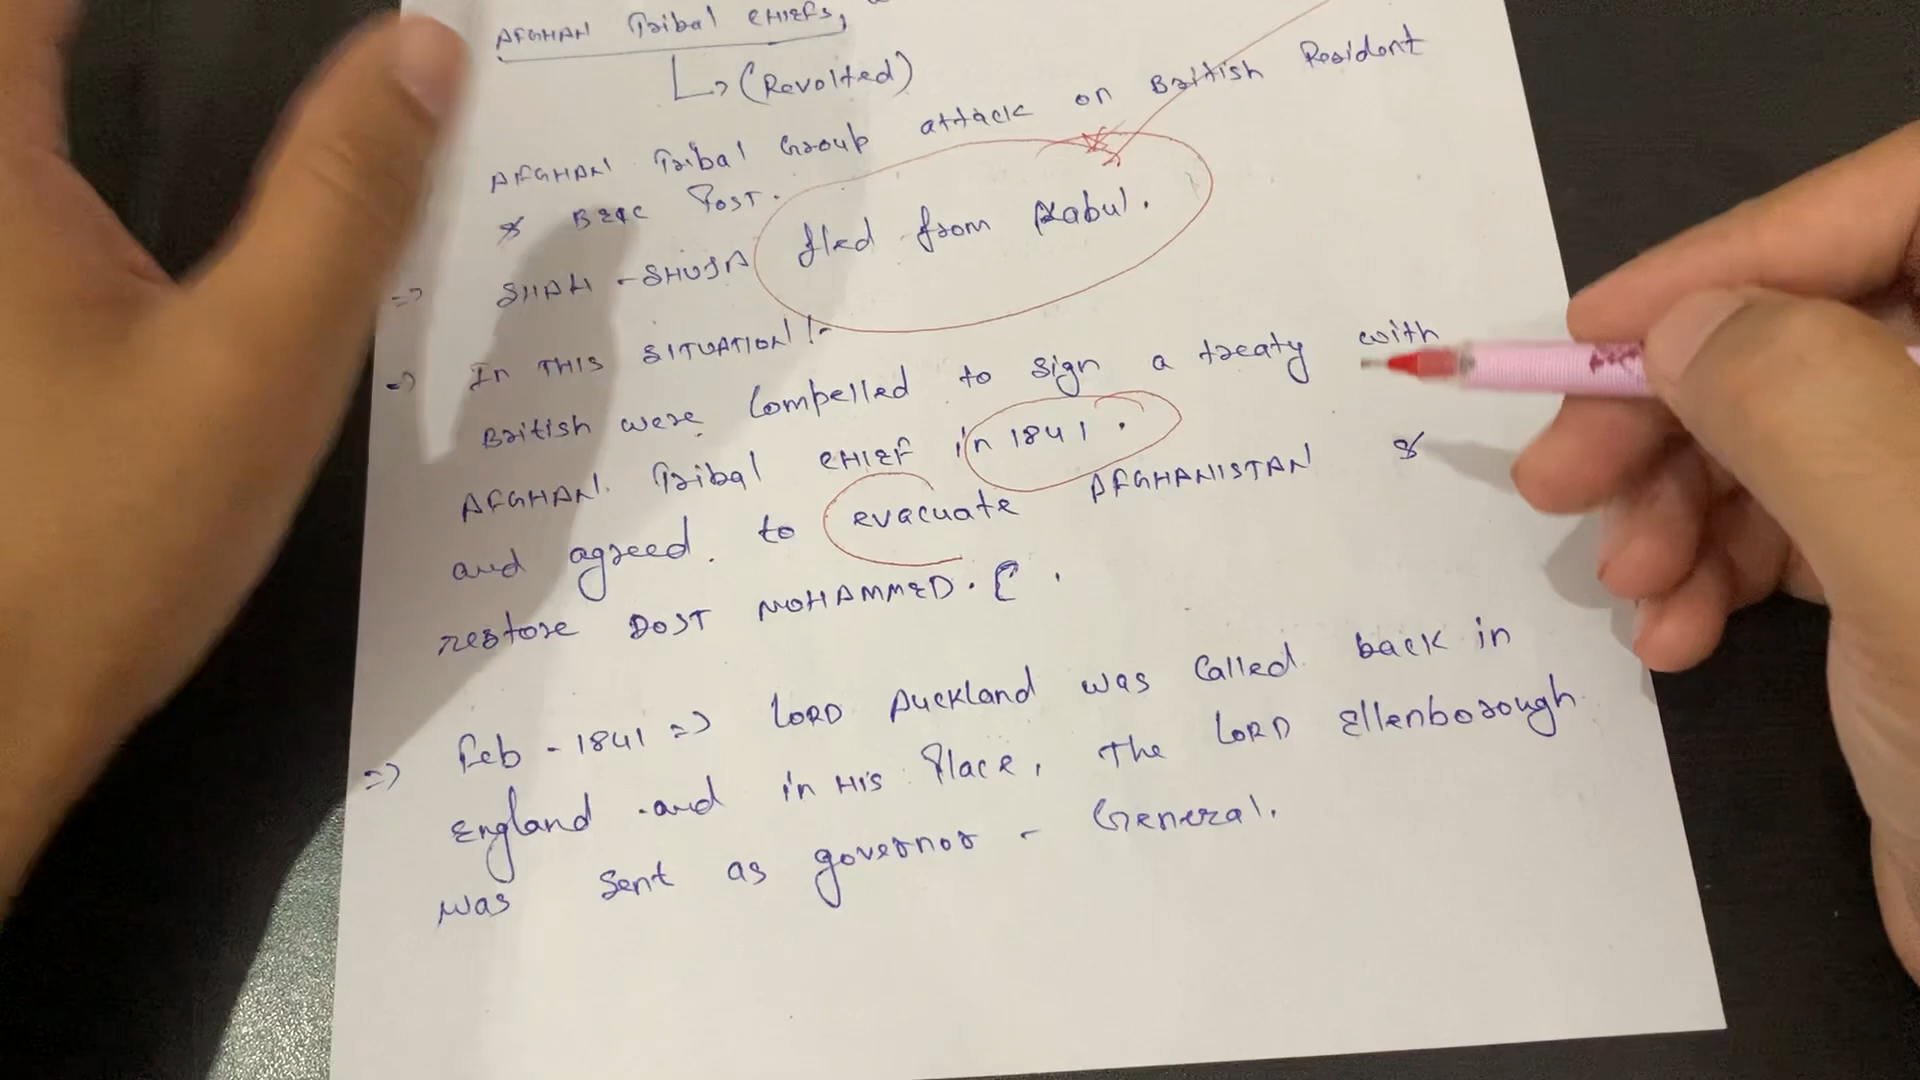 AFGHAN Tribal CHIEFS,
↳ (Revolted)
AFGHAN Tribal Group attack on British Resident
& Post.
=> SHAH - SHUJA fled from Kabul.
=> In THIS SITUATION!-
British were compelled to sign a treaty with
AFGHAN Tribal CHIEF in 1841.
and agreed. to evacuate AFGHANISTAN &
restore DOST MOHAMMED.
=> Feb - 1841 => LORD Auckland was called back in
England and in His Place, The LORD Ellenborough
was sent as governor - General.